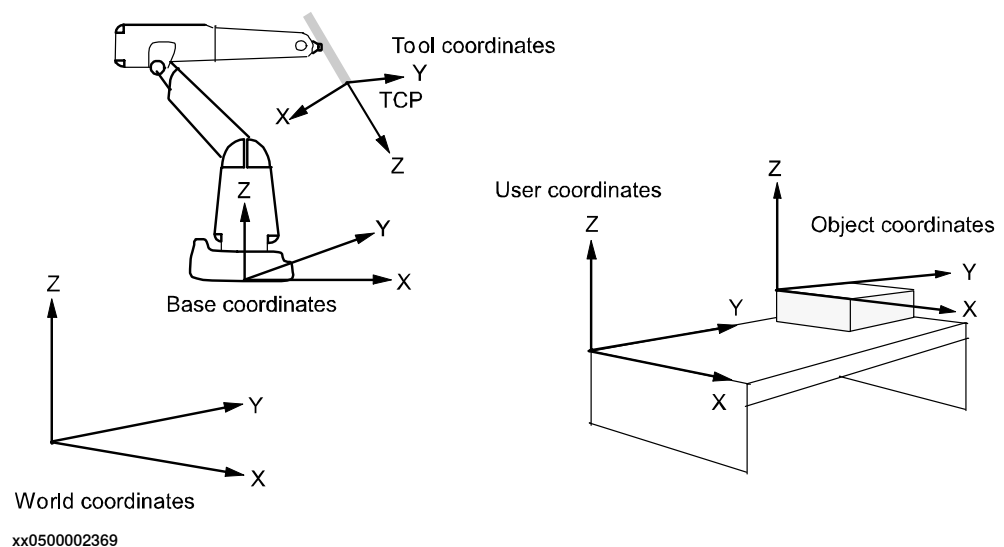 Tool coordinates
Y
TCP
X
Z
Z
Y
X
Base coordinates
User coordinates
Z
Y
X
Z
Object coordinates
Y
X
Z
Y
X
World coordinates
xx0500002369